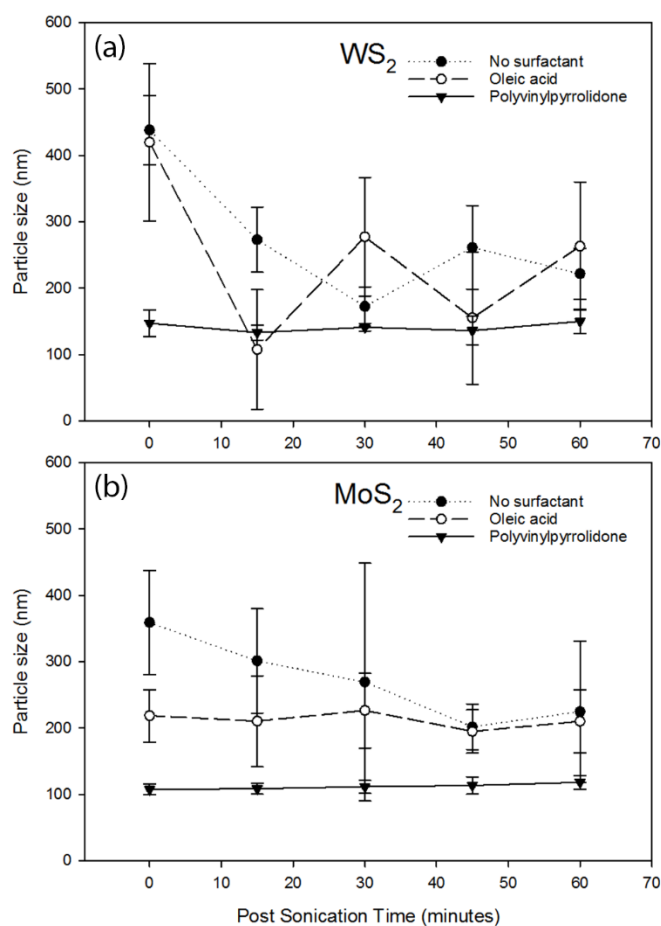 (a)
WS2
No surfactant
Oleic acid
Polyvinylpyrrolidone
Particle size (nm)
600
500
400
300
200
100
0
0 10 20 30 40 50 60 70
(b)
MoS2
No surfactant
Oleic acid
Polyvinylpyrrolidone
Particle size (nm)
600
500
400
300
200
100
0
0 10 20 30 40 50 60 70
Post Sonication Time (minutes)